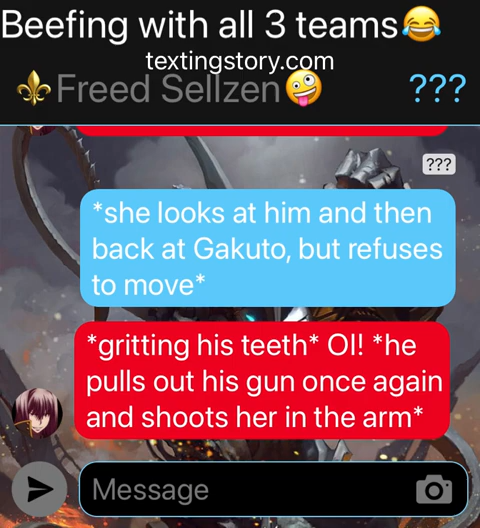 Beefing with all 3 teams😂
textingstory.com
⚜️Freed Sellzen🤪 ???
???
*she looks at him and then
back at Gakuto, but refuses
to move*
*gritting his teeth* OI! *he
pulls out his gun once again
and shoots her in the arm*
Message